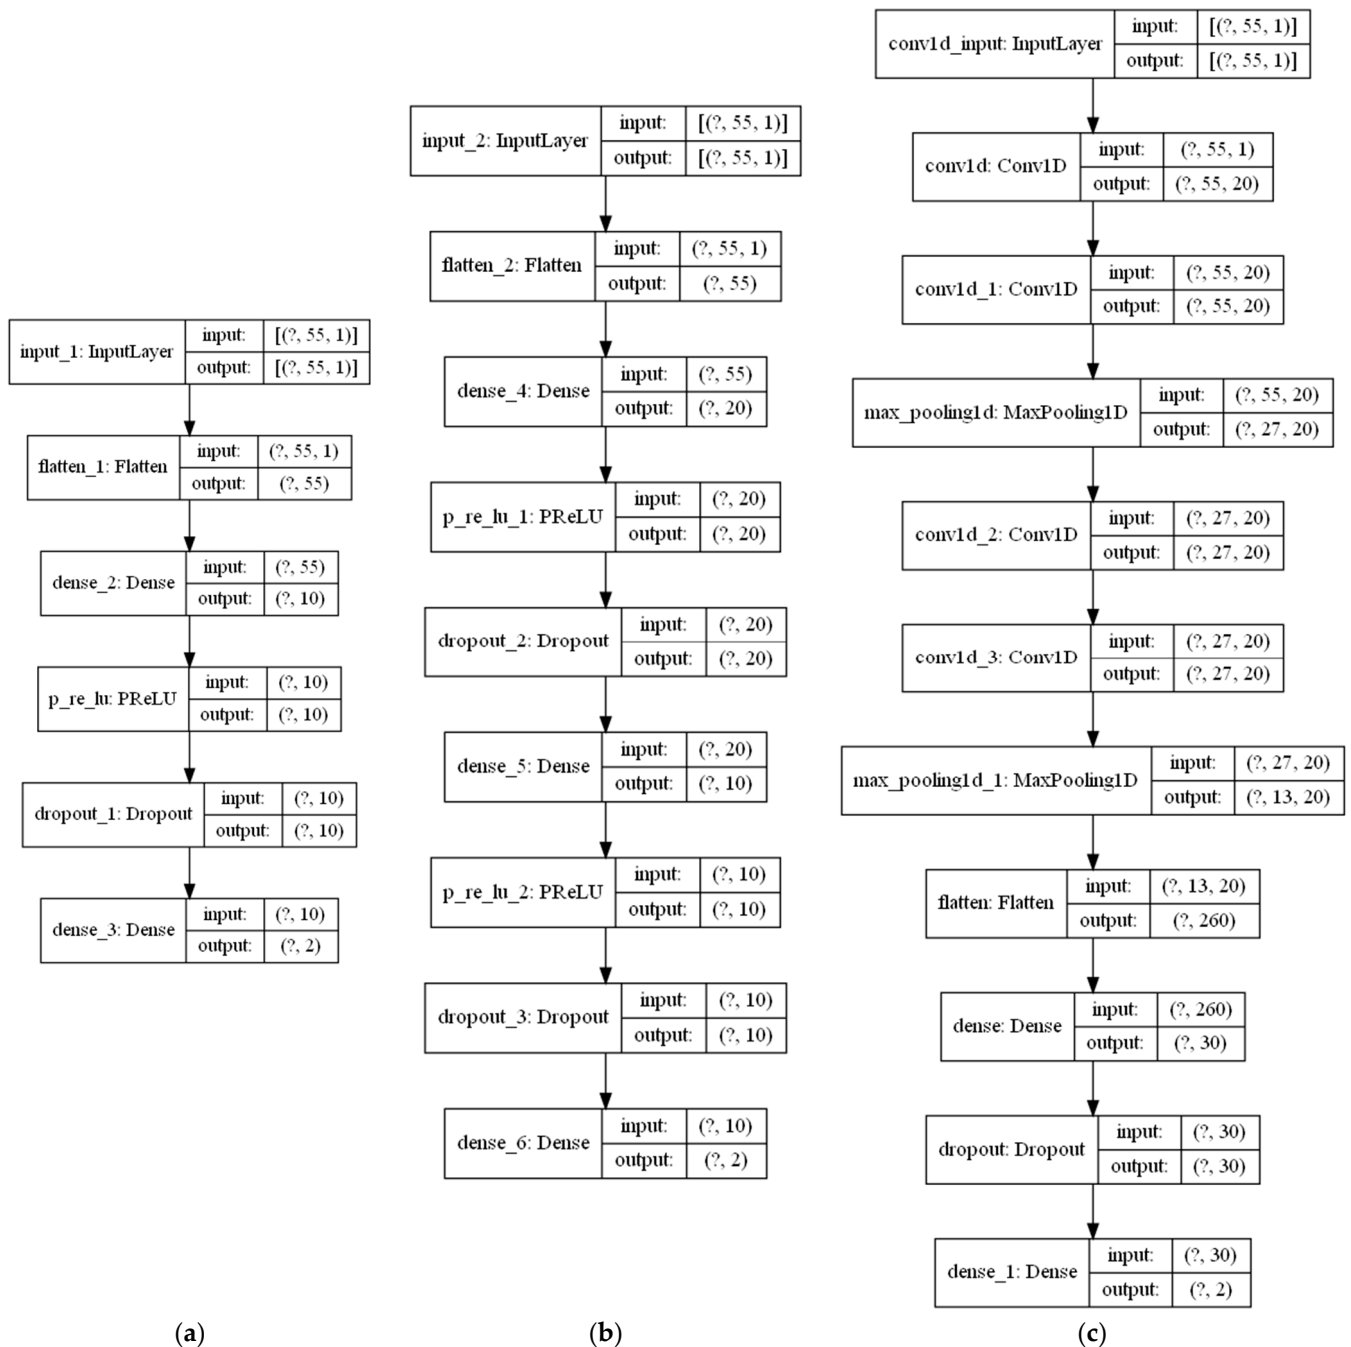 input_1: InputLayer
input: [(?, 55, 1)]
output: [(?, 55, 1)]
flatten_1: Flatten
input: (?, 55, 1)
output: (?, 55)
dense_2: Dense
input: (?, 55)
output: (?, 10)
p_re_lu: PReLU
input: (?, 10)
output: (?, 10)
dropout_1: Dropout
input: (?, 10)
output: (?, 10)
dense_3: Dense
input: (?, 10)
output: (?, 2)
(a)
input_2: InputLayer
input: [(?, 55, 1)]
output: [(?, 55, 1)]
flatten_2: Flatten
input: (?, 55, 1)
output: (?, 55)
dense_4: Dense
input: (?, 55)
output: (?, 20)
p_re_lu_1: PReLU
input: (?, 20)
output: (?, 20)
dropout_2: Dropout
input: (?, 20)
output: (?, 20)
dense_5: Dense
input: (?, 20)
output: (?, 10)
p_re_lu_2: PReLU
input: (?, 10)
output: (?, 10)
dropout_3: Dropout
input: (?, 10)
output: (?, 10)
dense_6: Dense
input: (?, 10)
output: (?, 2)
(b)
conv1d_input: InputLayer
input: [(?, 55, 1)]
output: [(?, 55, 1)]
conv1d: Conv1D
input: (?, 55, 1)
output: (?, 55, 20)
conv1d_1: Conv1D
input: (?, 55, 20)
output: (?, 55, 20)
max_pooling1d: MaxPooling1D
input: (?, 55, 20)
output: (?, 27, 20)
conv1d_2: Conv1D
input: (?, 27, 20)
output: (?, 27, 20)
conv1d_3: Conv1D
input: (?, 27, 20)
output: (?, 27, 20)
max_pooling1d_1: MaxPooling1D
input: (?, 27, 20)
output: (?, 13, 20)
flatten: Flatten
input: (?, 13, 20)
output: (?, 260)
dense: Dense
input: (?, 260)
output: (?, 30)
dropout: Dropout
input: (?, 30)
output: (?, 30)
dense_1: Dense
input: (?, 30)
output: (?, 2)
(c)